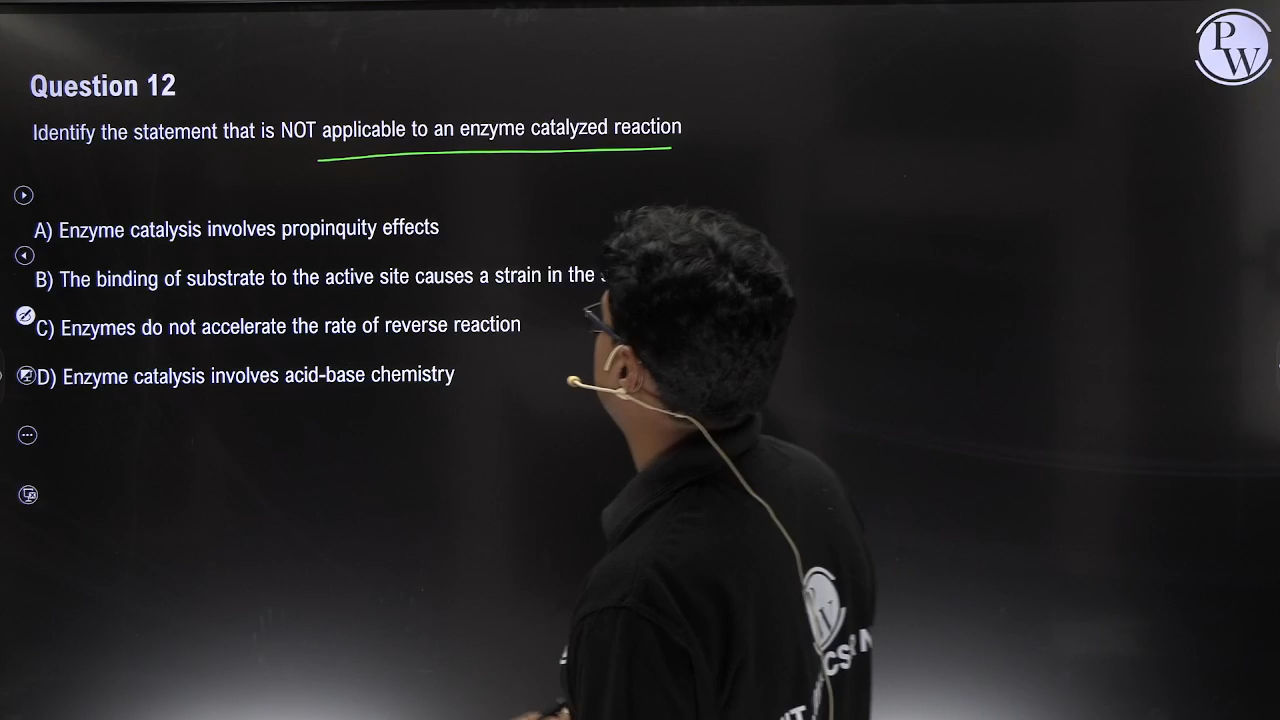 P
W
Question 12
Identify the statement that is NOT applicable to an enzyme catalyzed reaction
A) Enzyme catalysis involves propinquity effects
B) The binding of substrate to the active site causes a strain in the
C) Enzymes do not accelerate the rate of reverse reaction
D) Enzyme catalysis involves acid-base chemistry